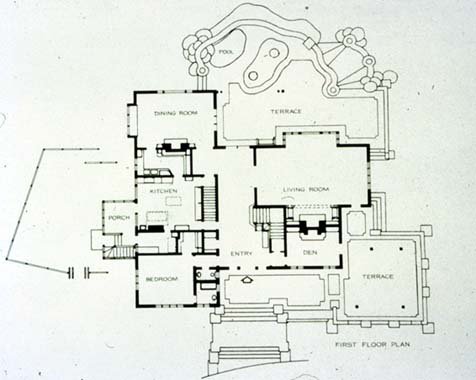 POOL
TERRACE
DINING ROOM
KITCHEN
LIVING ROOM
PORCH
ENTRY
DEN
BEDROOM
TERRACE
FIRST FLOOR PLAN